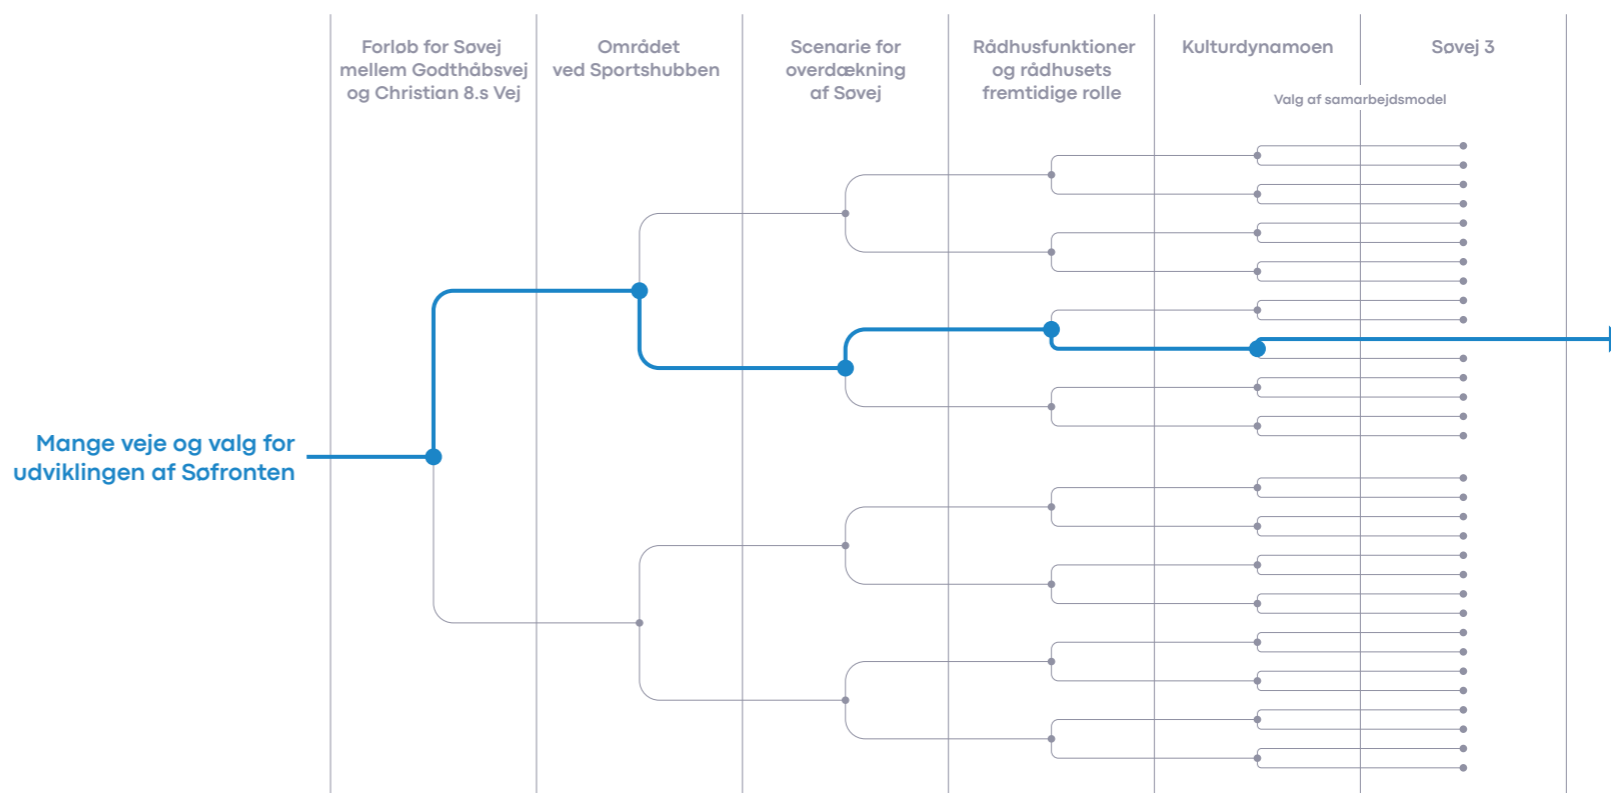 Forløb for Søvej
mellem Godthåbsvej
og Christian 8.s Vej
Området
ved Sportshubben
Scenarie for
overdækning
af Søvej
Rådhusfunktioner
og rådhusets
fremtidige rolle
Kulturdynamoen
Søvej 3
Valg af samarbejdsmodel
Mange veje og valg for
udviklingen af Søfronten